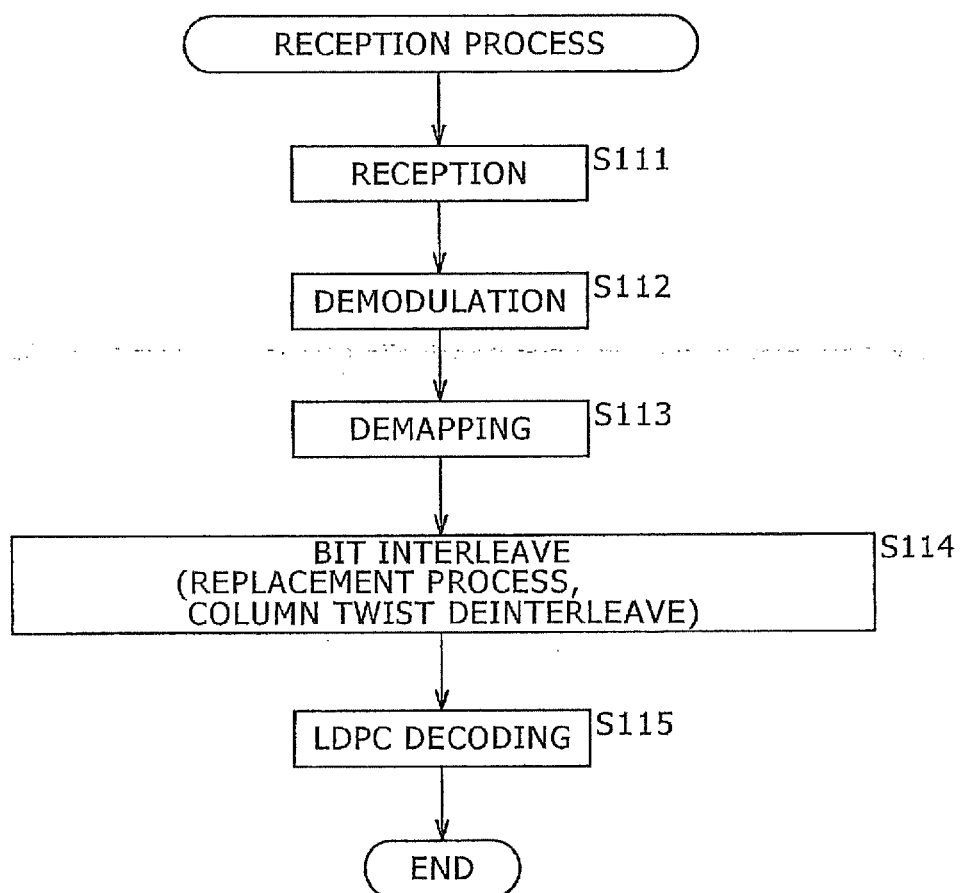 RECEPTION PROCESS
RECEPTION
S111
DEMODULATION
S112
DEMAPPING
S113
BIT INTERLEAVE
(REPLACEMENT PROCESS,
COLUMN TWIST DEINTERLEAVE)
S114
LDPC DECODING
S115
END